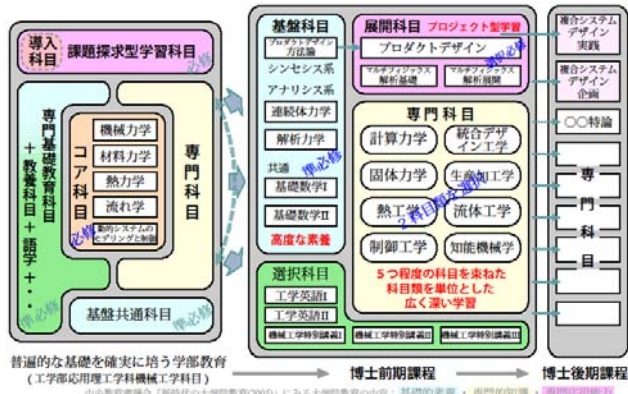 導入
科目
課題探求型学習科目
必修
専門基礎教育科目
+教養科目+語学+・・
準必修
コア科目
必修
機械力学
材料力学
熱力学
流れ学
動的システムの
モデリングと制御
専門科目
基盤共通科目
準必修
普遍的な基礎を確実に培う学部教育
(工学部応用理工学科機械工学科目)
基盤科目
プロダクトデザイン
方法論
シンセシス系
アナリシス系
連続体力学
解析力学
共通
準必修
基礎数学I
基礎数学II
高度な素養
展開科目
プロジェクト型学習
プロダクトデザイン
選択必修
マルチフィジックス
解析基礎
マルチフィジックス
解析展開
専門科目
計算力学
統合デザ
イン工学
固体力学
生産加工学
熱工学
流体工学
制御工学
知能機械学
2科目類を選択
5つ程度の科目を束ねた
科目類を単位とした
広く深い学習
選択科目
工学英語I
工学英語II
機械工学特別講義I
機械工学特別講義II
機械工学特別講義III
博士前期課程
複合システム
デザイン
実践
複合システム
デザイン
企画
○○特論
専門科目
博士後期課程